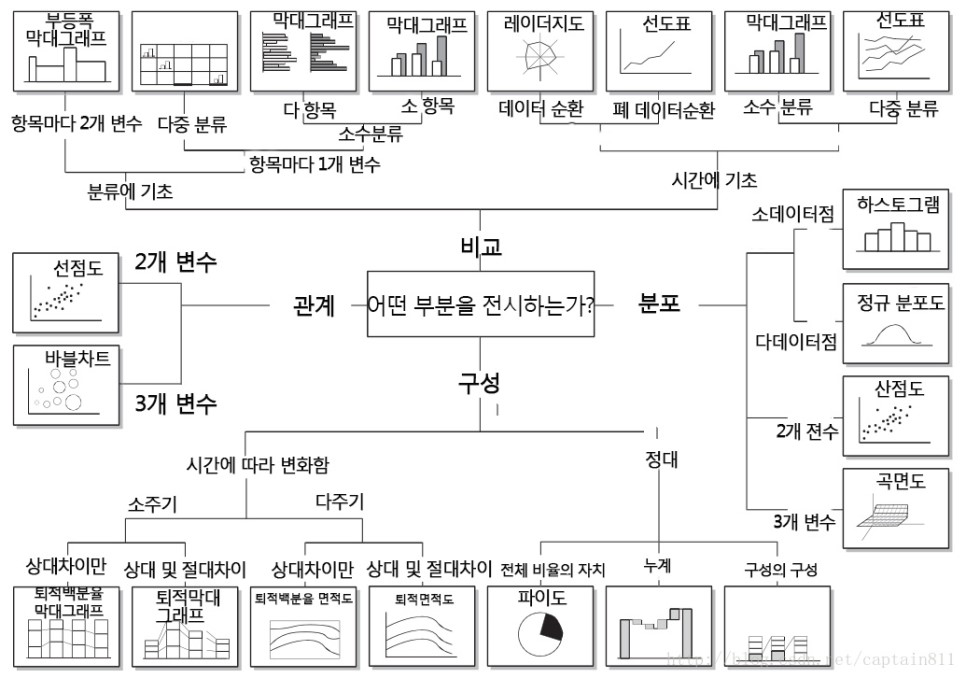 부등폭
막대그래프
막대그래프
막대그래프
레이더지도
선도표
막대그래프
선도표
항목마다 2개 변수
다중 분류
다 항목
소 항목
데이터 순환
폐 데이터순환
소수 분류
다중 분류
소수분류
항목마다 1개 변수
분류에 기초
시간에 기초
비교
소데이터점
하스토그램
선점도
2개 변수
관계
어떤 부분을 전시하는가?
분포
정규 분포도
다데이터점
바블차트
3개 변수
구성
산점도
2개 젼수
곡면도
3개 변수
시간에 따라 변화함
정대
소주기
다주기
상대차이만
상대 및 절대차이
상대차이만
상대 및 절대차이
전체 비율의 자치
누계
구성의 구성
퇴적백분율
막대그래프
퇴적막대
그래프
퇴적백분율 면적도
퇴적면적도
파이도